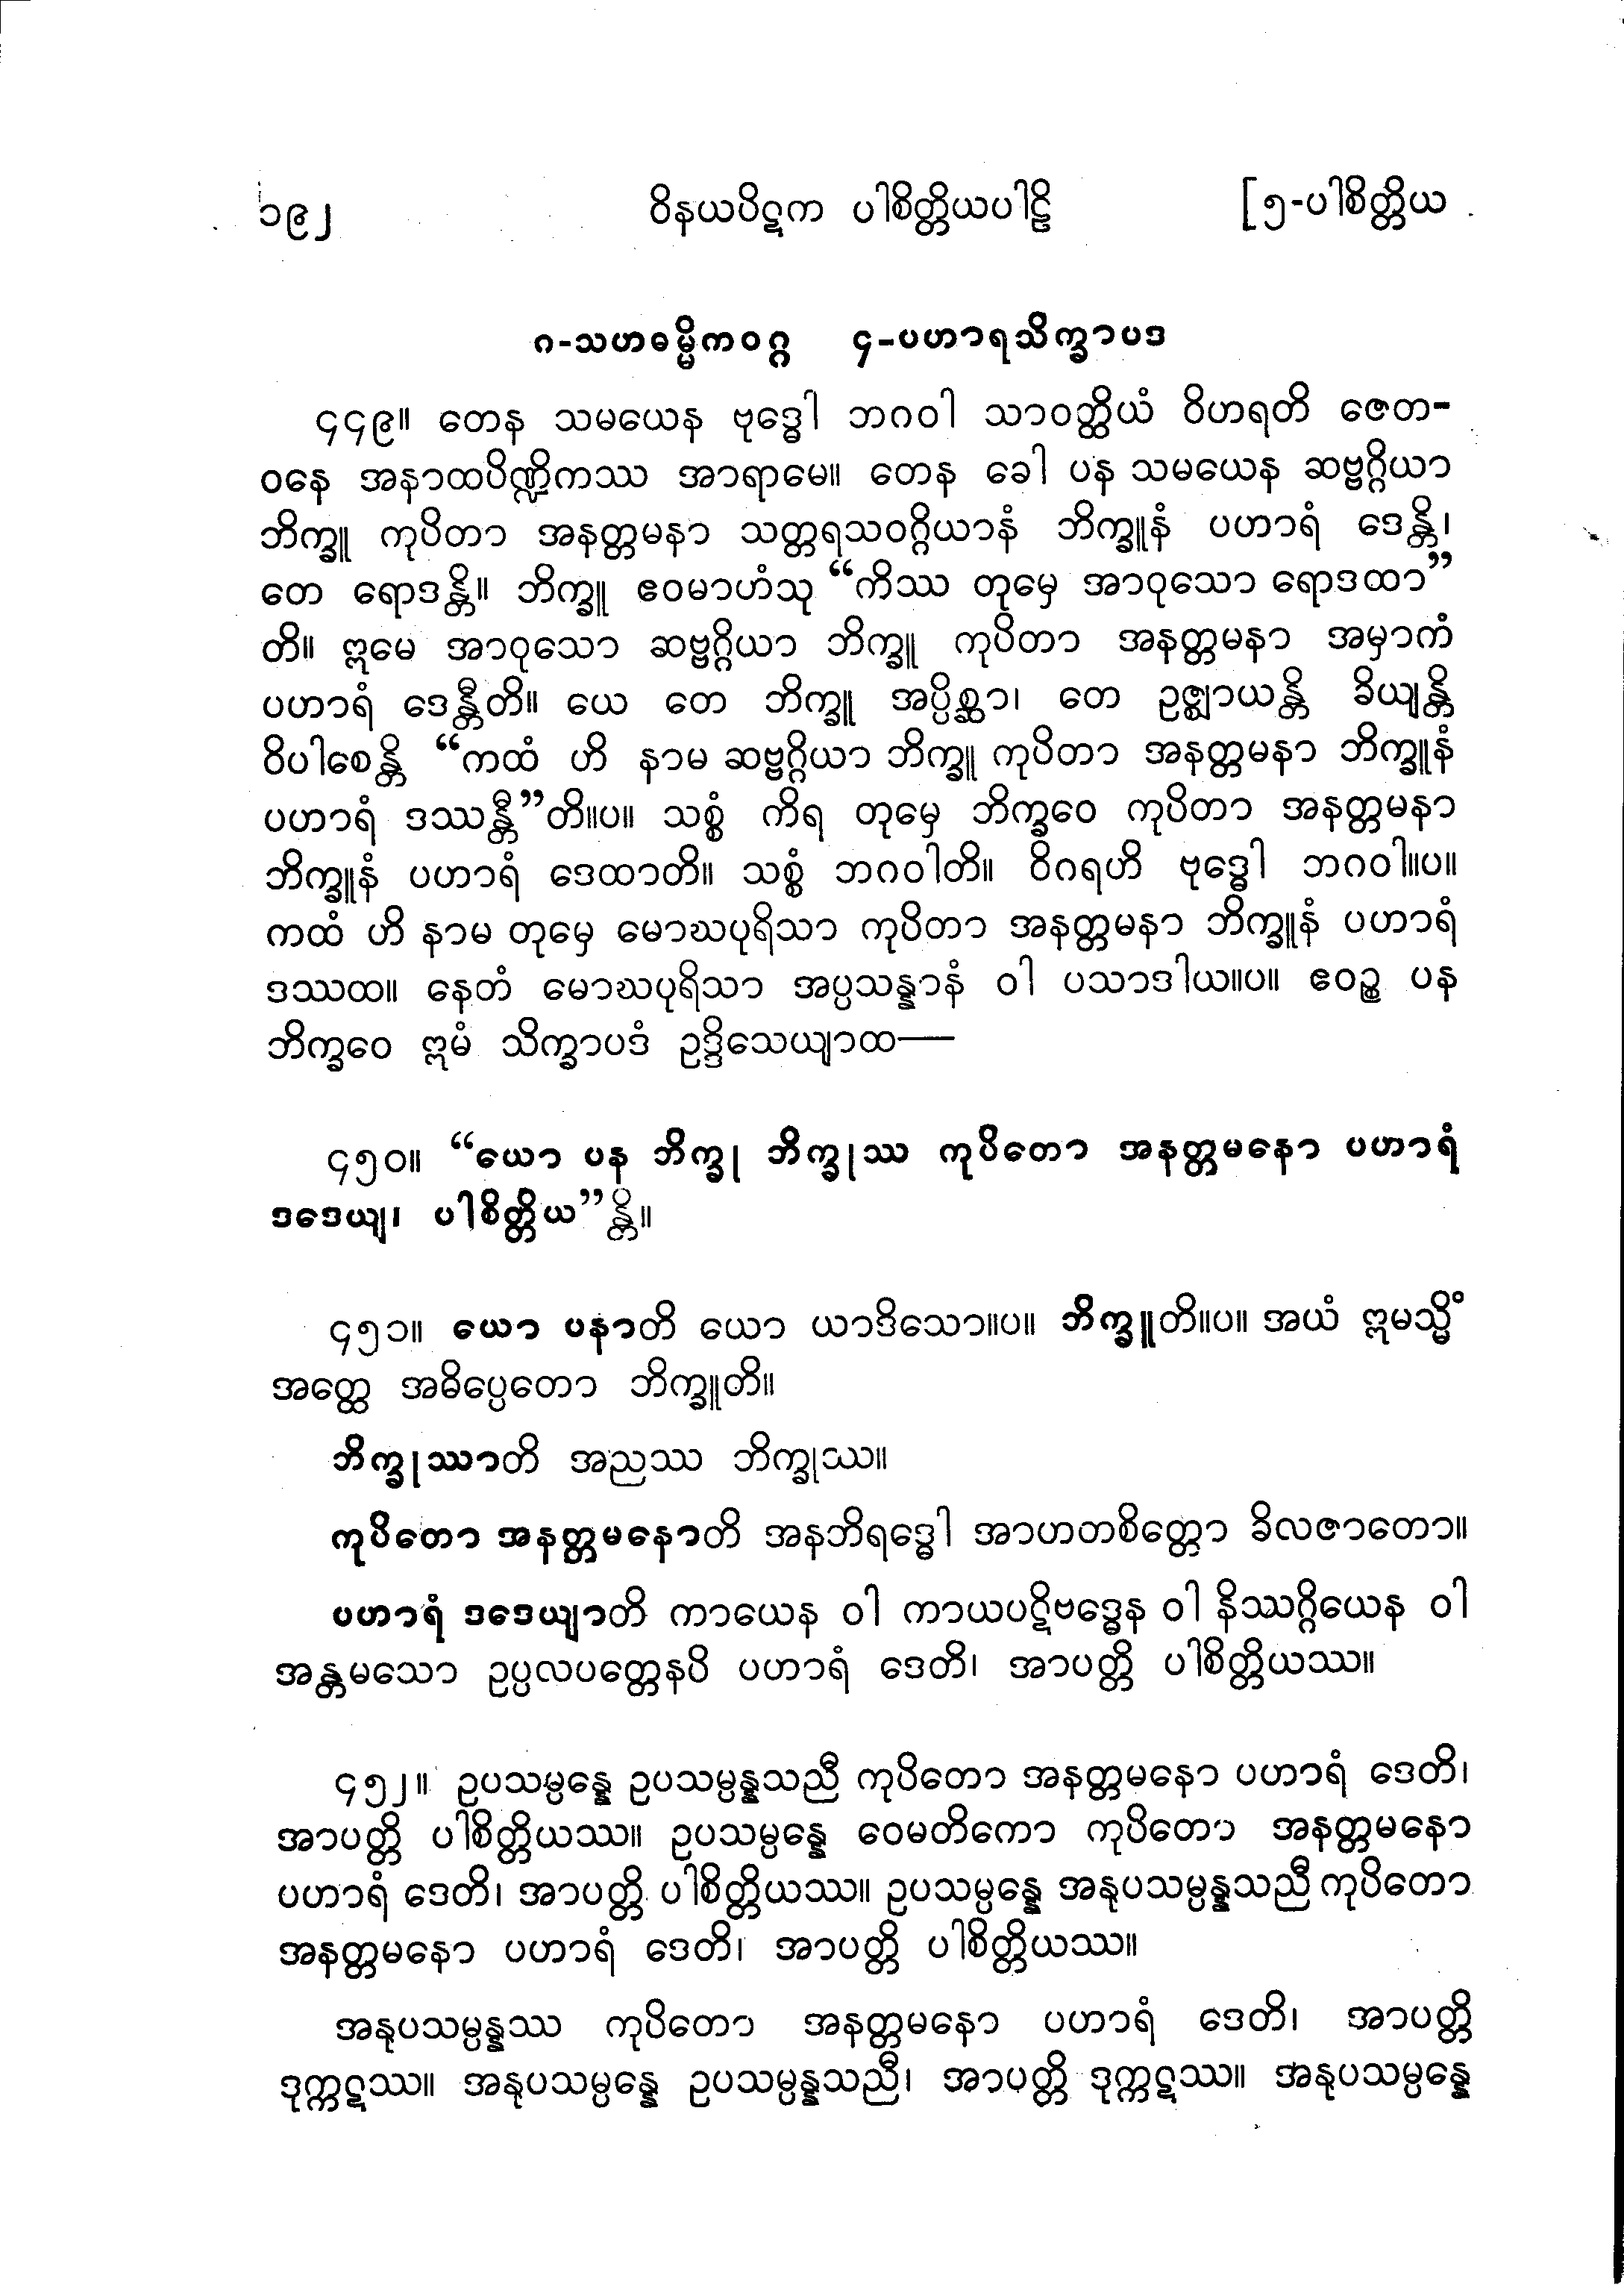 ၁၉၂ ဝိနယပိဋက ပါစိတ္တိယပါဠိ [၅-ပါစိတ္တိယ
ဂ-သဟဓမ္မိကဝဂ္ဂ ၄-ပဟာရသိက္ခာပဒ
၄၄၉။ တေန သမယေန ဗုဒ္ဓေါ ဘဂဝါ သာဝတ္ထိယံ ဝိဟရတိ ဇေတ-
ဝနေ အနာထပိဏ္ဍိကဿ အာရာမေ။ တေန ခေါ ပန သမယေန ဆဗ္ဗဂ္ဂိယာ
ဘိက္ခူ ကုပိတာ အနတ္တမနာ သတ္တရသဝဂ္ဂိယာနံ ဘိက္ခူနံ ပဟာရံ ဒေန္တိ၊
တေ ရောဒန္တိ။ ဘိက္ခူ ဧဝမာဟံသု “ကိဿ တုမှေ အာဝုသော ရောဒထာ”
တိ။ ဣမေ အာဝုသော ဆဗ္ဗဂ္ဂိယာ ဘိက္ခူ ကုပိတာ အနတ္တမနာ အမှာကံ
ပဟာရံ ဒေန္တီတိ။ ယေ တေ ဘိက္ခူ အပ္ပိစ္ဆာ၊ တေ ဥဇ္ဈာယန္တိ ခိယျန္တိ
ဝိပါစေန္တိ “ကထံ ဟိ နာမ ဆဗ္ဗဂ္ဂိယာ ဘိက္ခူ ကုပိတာ အနတ္တမနာ ဘိက္ခူနံ
ပဟာရံ ဒဿန္တီ”တိ။ပ။ သစ္စံ ကိရ တုမှေ ဘိက္ခဝေ ကုပိတာ အနတ္တမနာ
ဘိက္ခူနံ ပဟာရံ ဒေထာတိ။ သစ္စံ ဘဂဝါတိ။ ဝိဂရဟိ ဗုဒ္ဓေါ ဘဂဝါ။ပ။
ကထံ ဟိ နာမ တုမှေ မောဃပုရိသာ ကုပိတာ အနတ္တမနာ ဘိက္ခူနံ ပဟာရံ
ဒဿထ။ နေတံ မောဃပုရိသာ အပ္ပသန္နာနံ ဝါ ပသာဒါယ။ပ။ ဧဝဉ္စ ပန
ဘိက္ခဝေ ဣမံ သိက္ခာပဒံ ဥဒ္ဒိသေယျာထ—
၄၅၀။ “ယော ပန ဘိက္ခု ဘိက္ခုဿ ကုပိတော အနတ္တမနော ပဟာရံ
ဒဒေယျ၊ ပါစိတ္တိယ”န္တိ။
၄၅၁။ ယော ပနာတိ ယော ယာဒိသော။ပ။ ဘိက္ခူတိ။ပ။ အယံ ဣမသ္မိံ
အတ္ထေ အဓိပ္ပေတော ဘိက္ခူတိ။
ဘိက္ခုဿာတိ အညဿ ဘိက္ခုဿ။
ကုပိတော အနတ္တမနောတိ အနဘိရဒ္ဓေါ အာဟတစိတ္တော ခိလဇာတော။
ပဟာရံ ဒဒေယျာတိ ကာယေန ဝါ ကာယပဋိဗဒ္ဓေန ဝါ နိဿဂ္ဂိယေန ဝါ
အန္တမသော ဥပ္ပလပတ္တေနပိ ပဟာရံ ဒေတိ၊ အာပတ္တိ ပါစိတ္တိယဿ။
၄၅၂။ ဥပသမ္ပန္နေ ဥပသမ္ပန္နသညီ ကုပိတော အနတ္တမနော ပဟာရံ ဒေတိ၊
အာပတ္တိ ပါစိတ္တိယဿ။ ဥပသမ္ပန္နေ ဝေမတိကော ကုပိတော အနတ္တမနော
ပဟာရံ ဒေတိ၊ အာပတ္တိ ပါစိတ္တိယဿ။ ဥပသမ္ပန္နေ အနုပသမ္ပန္နသညီ ကုပိတော
အနတ္တမနော ပဟာရံ ဒေတိ၊ အာပတ္တိ ပါစိတ္တိယဿ။
အနုပသမ္ပန္နဿ ကုပိတော အနတ္တမနော ပဟာရံ ဒေတိ၊ အာပတ္တိ
ဒုက္ကဋဿ။ အနုပသမ္ပန္နေ ဥပသမ္ပန္နသညီ၊ အာပတ္တိ ဒုက္ကဋဿ။ အနုပသမ္ပန္နေ